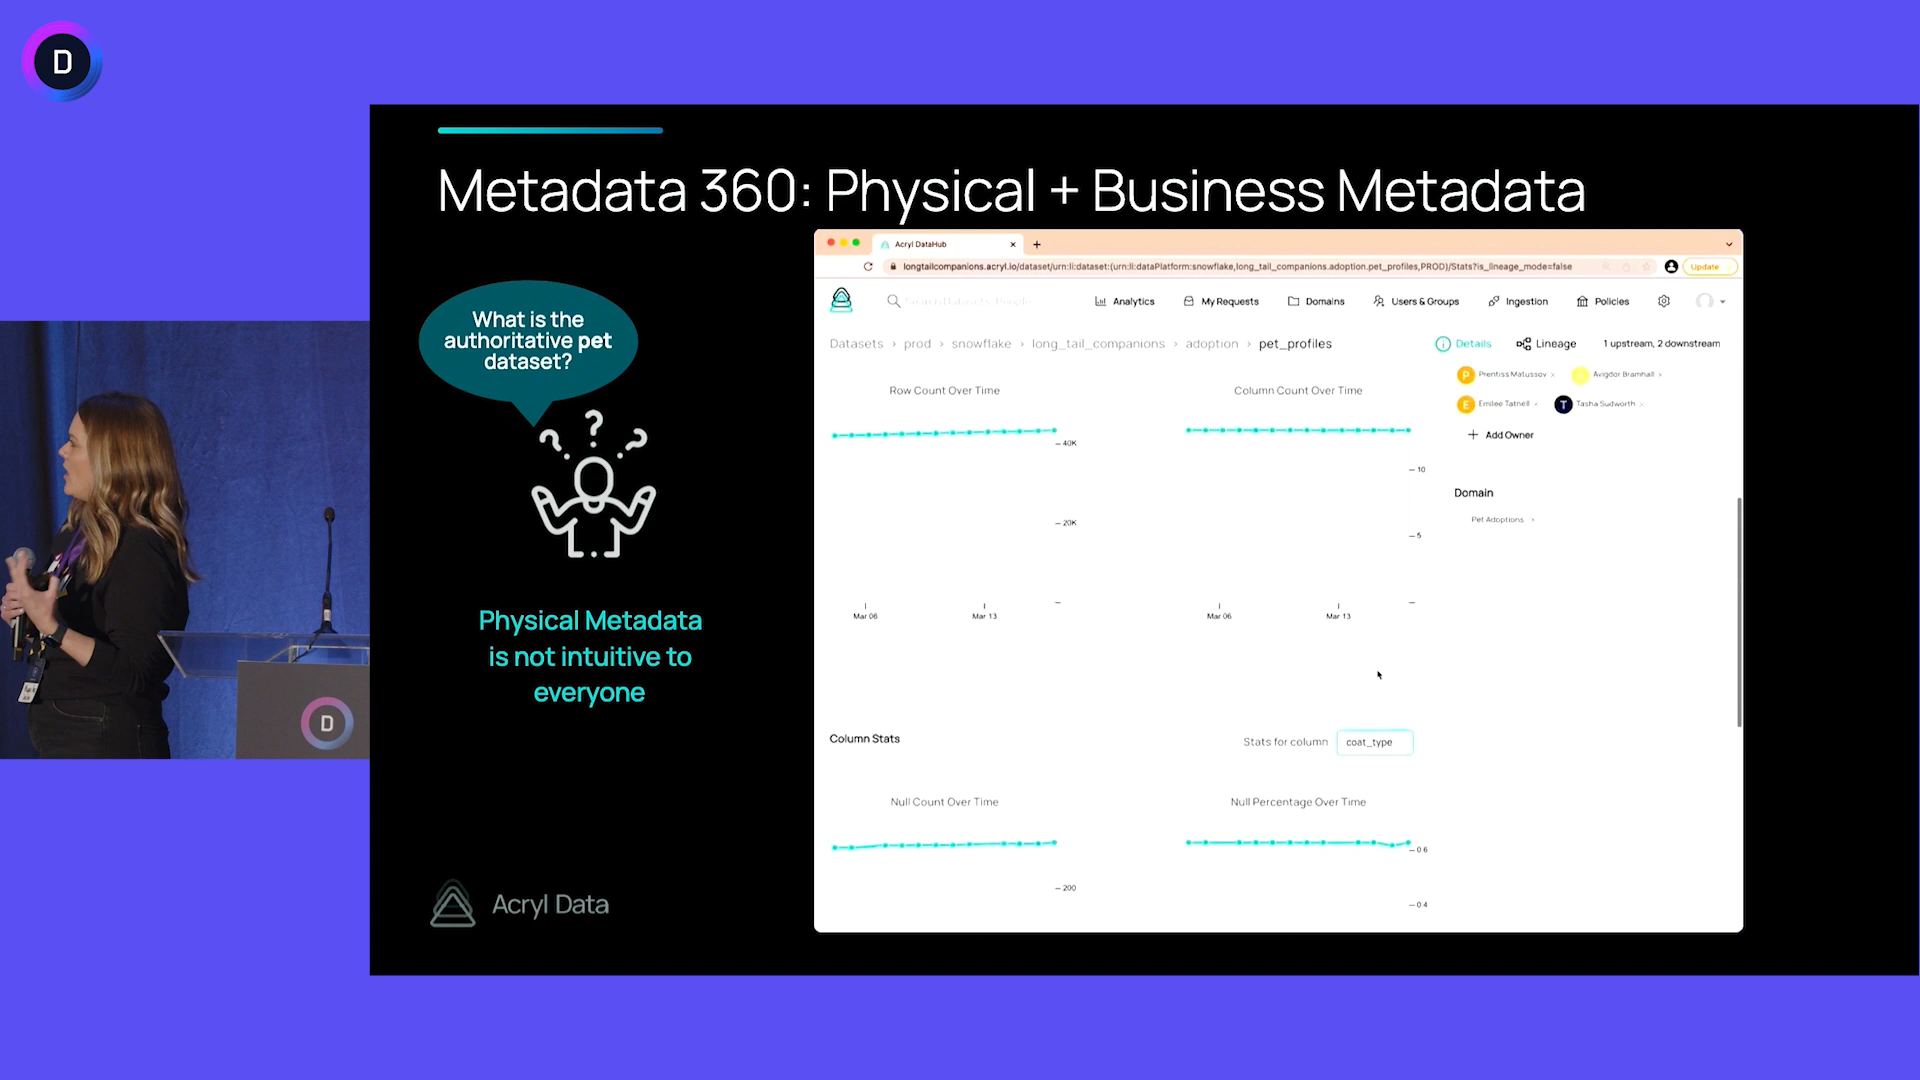 D
Metadata 360: Physical + Business Metadata
What is the
authoritative pet
dataset?
Physical Metadata
is not intuitive to
everyone
Acryl Data
Acryl DataHub
longtailcompanions.acryl.io/dataset/urn:li:dataset:(urn:li:dataPlatform:snowflake,long_tail_companions.adoption.pet_profiles,PROD)/Stats?is_lineage_mode=false
Update
Search Datasets, People,
Analytics
My Requests
Domains
Users & Groups
Ingestion
Policies
Datasets > prod > snowflake > long_tail_companions > adoption > pet_profiles
Details
Lineage
1 upstream, 2 downstream
P Prentiss Matussov ×
Avigdor Bramhall ×
E Emilee Tatnell ×
T Tasha Sudworth ×
+ Add Owner
Domain
Pet Adoptions ×
Row Count Over Time
40K
20K
Mar 06
Mar 13
Column Count Over Time
10
5
Mar 06
Mar 13
Column Stats
Stats for column
coat_type
Null Count Over Time
200
Null Percentage Over Time
0.6
0.4
D